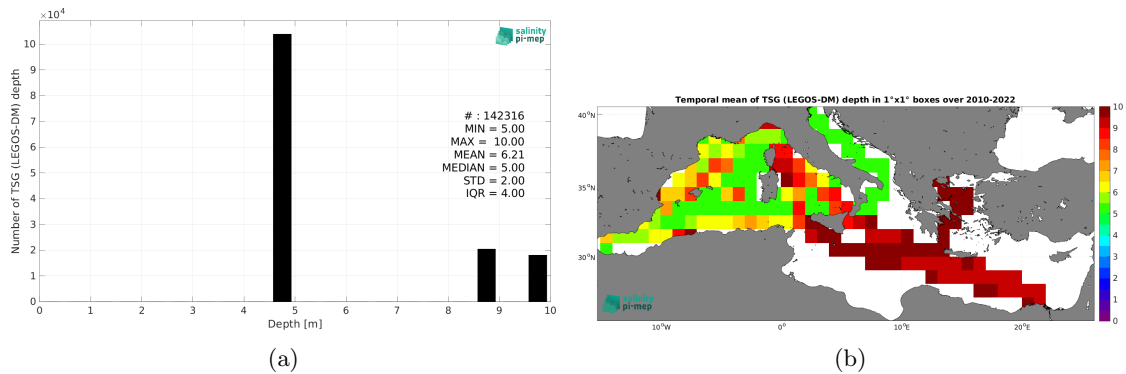 ×10⁴
10
9
8
7
6
5
4
3
2
1
0
Number of TSG (LEGOS-DM) depth
salinity
pi-mep
# : 142316
MIN = 5.00
MAX = 10.00
MEAN = 6.21
MEDIAN = 5.00
STD = 2.00
IQR = 4.00
0 1 2 3 4 5 6 7 8 9 10
Depth [m]
(a)
Temporal mean of TSG (LEGOS-DM) depth in 1°x1° boxes over 2010-2022
40°N
35°N
30°N
salinity
pi-mep
10°W 0° 10°E 20°E
10
9
8
7
6
5
4
3
2
1
0
(b)